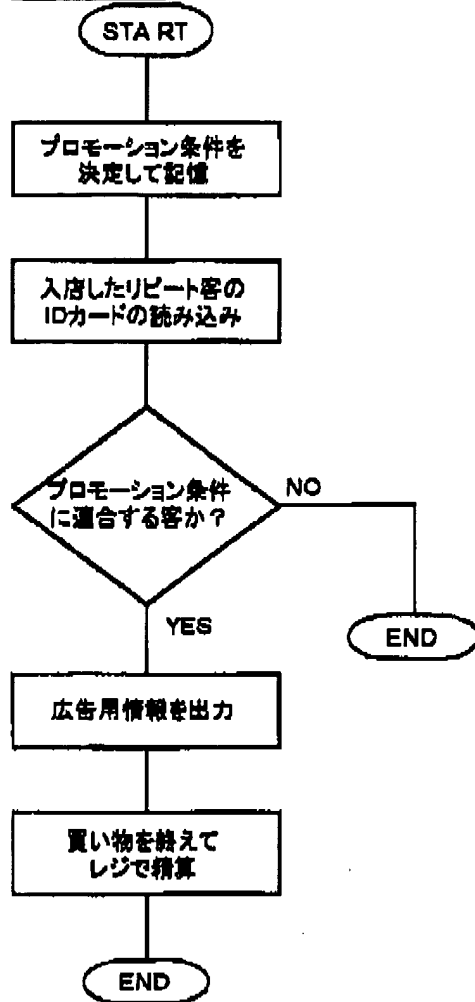 START
プロモーション条件を
決定して記憶
入店したリピート客の
IDカードの読み込み
プロモーション条件
に適合する客か？
NO
YES
END
広告用情報を出力
買い物を終えて
レジで精算
END